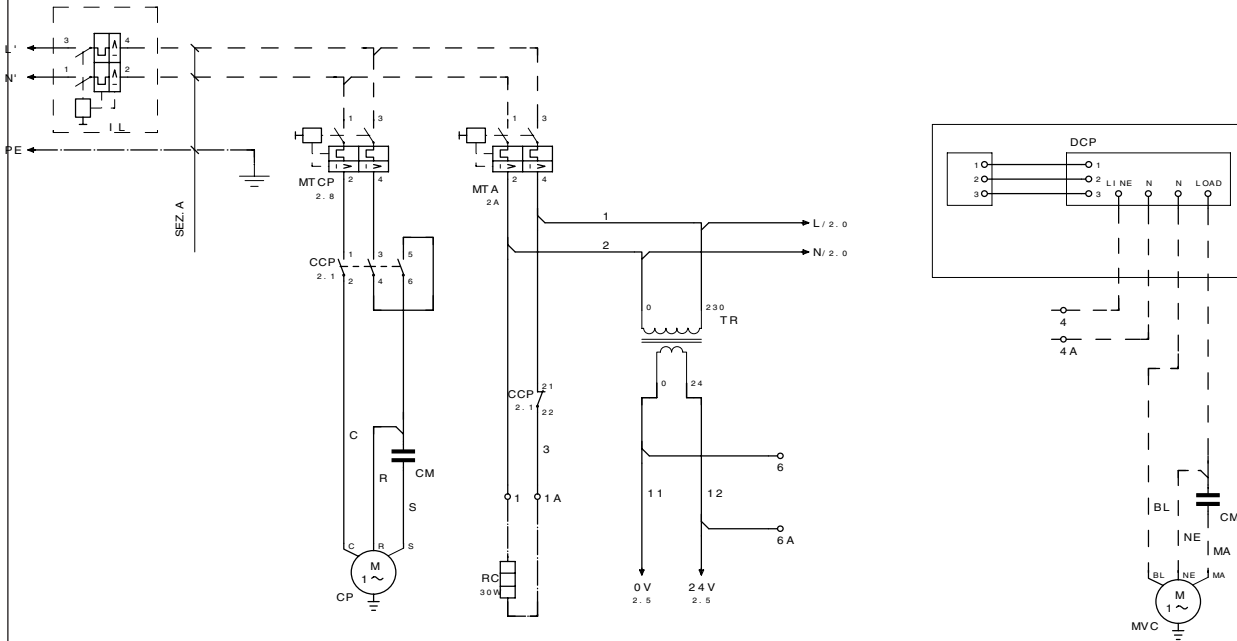 3 4
L'
1 2
N'
I L
PE
SEZ. A
1 3
MTCP
2 . 8
2 4
1 3
MTA
2A
2 4
1
L / 2 . 0
2
N / 2 . 0
CCP
2 . 1
1 3 5
2 4 6
0 230
TR
0 24
CCP
2 . 1
21
22
C
R
S
CM
3
1 1A
6
11 12
6A
C R S
M
1 ~
CP
RC
30W
0V
2 . 5
24V
2 . 5
DCP
1 1
2 2
3 3
LINE N N LOAD
4
4A
BL
NE
MA
CM
BL NE MA
M
1 ~
MVC